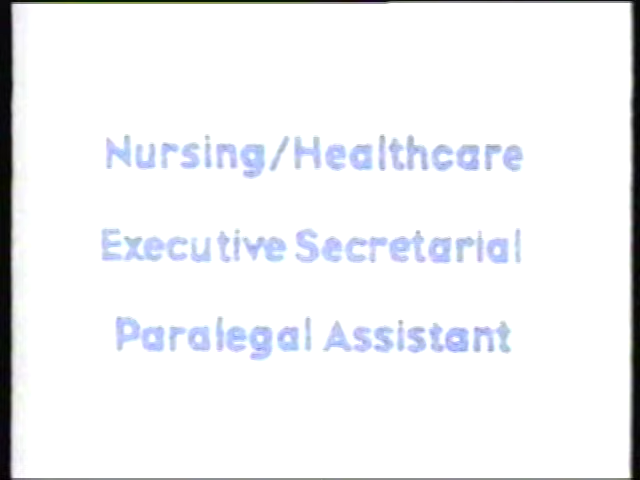 Nursing/Healthcare
Executive Secretarial
Paralegal Assistant